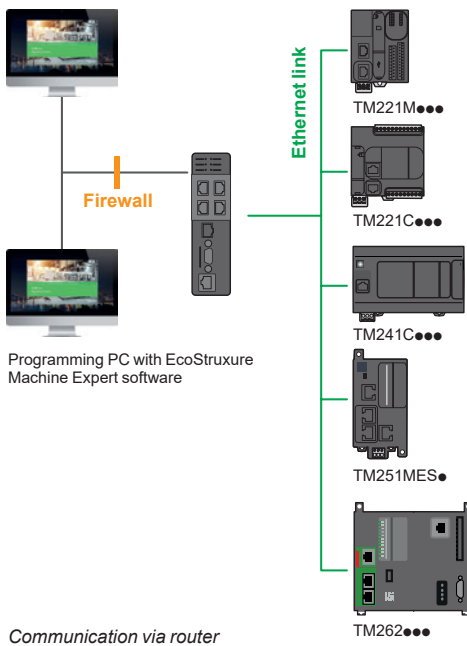 Ethernet link
TM221M●●●
Firewall
TM221C●●●
TM241C●●●
Programming PC with EcoStruxure
Machine Expert software
TM251MES●
TM262●●●
Communication via router